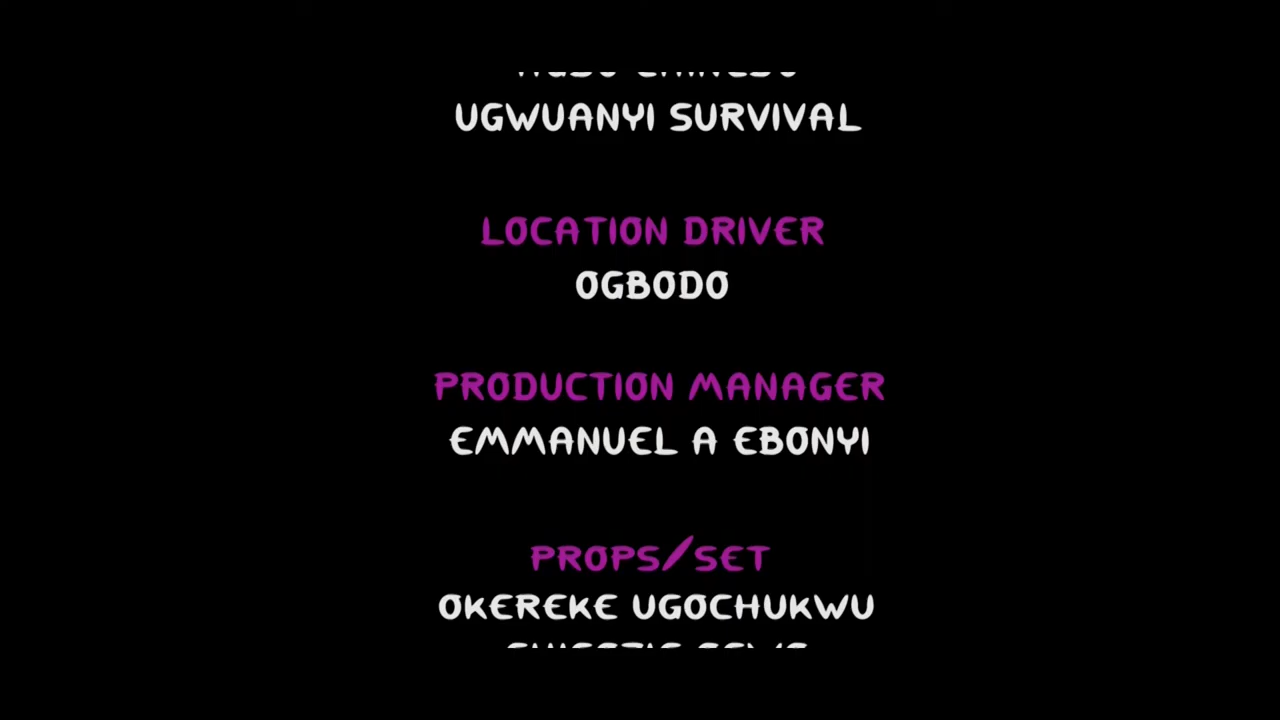 UGWUANYI SURVIVAL
LOCATION DRIVER
OGBODO
PRODUCTION MANAGER
EMMANUEL A EBONYI
PROPS/SET
OKEREKE UGOCHUKWU